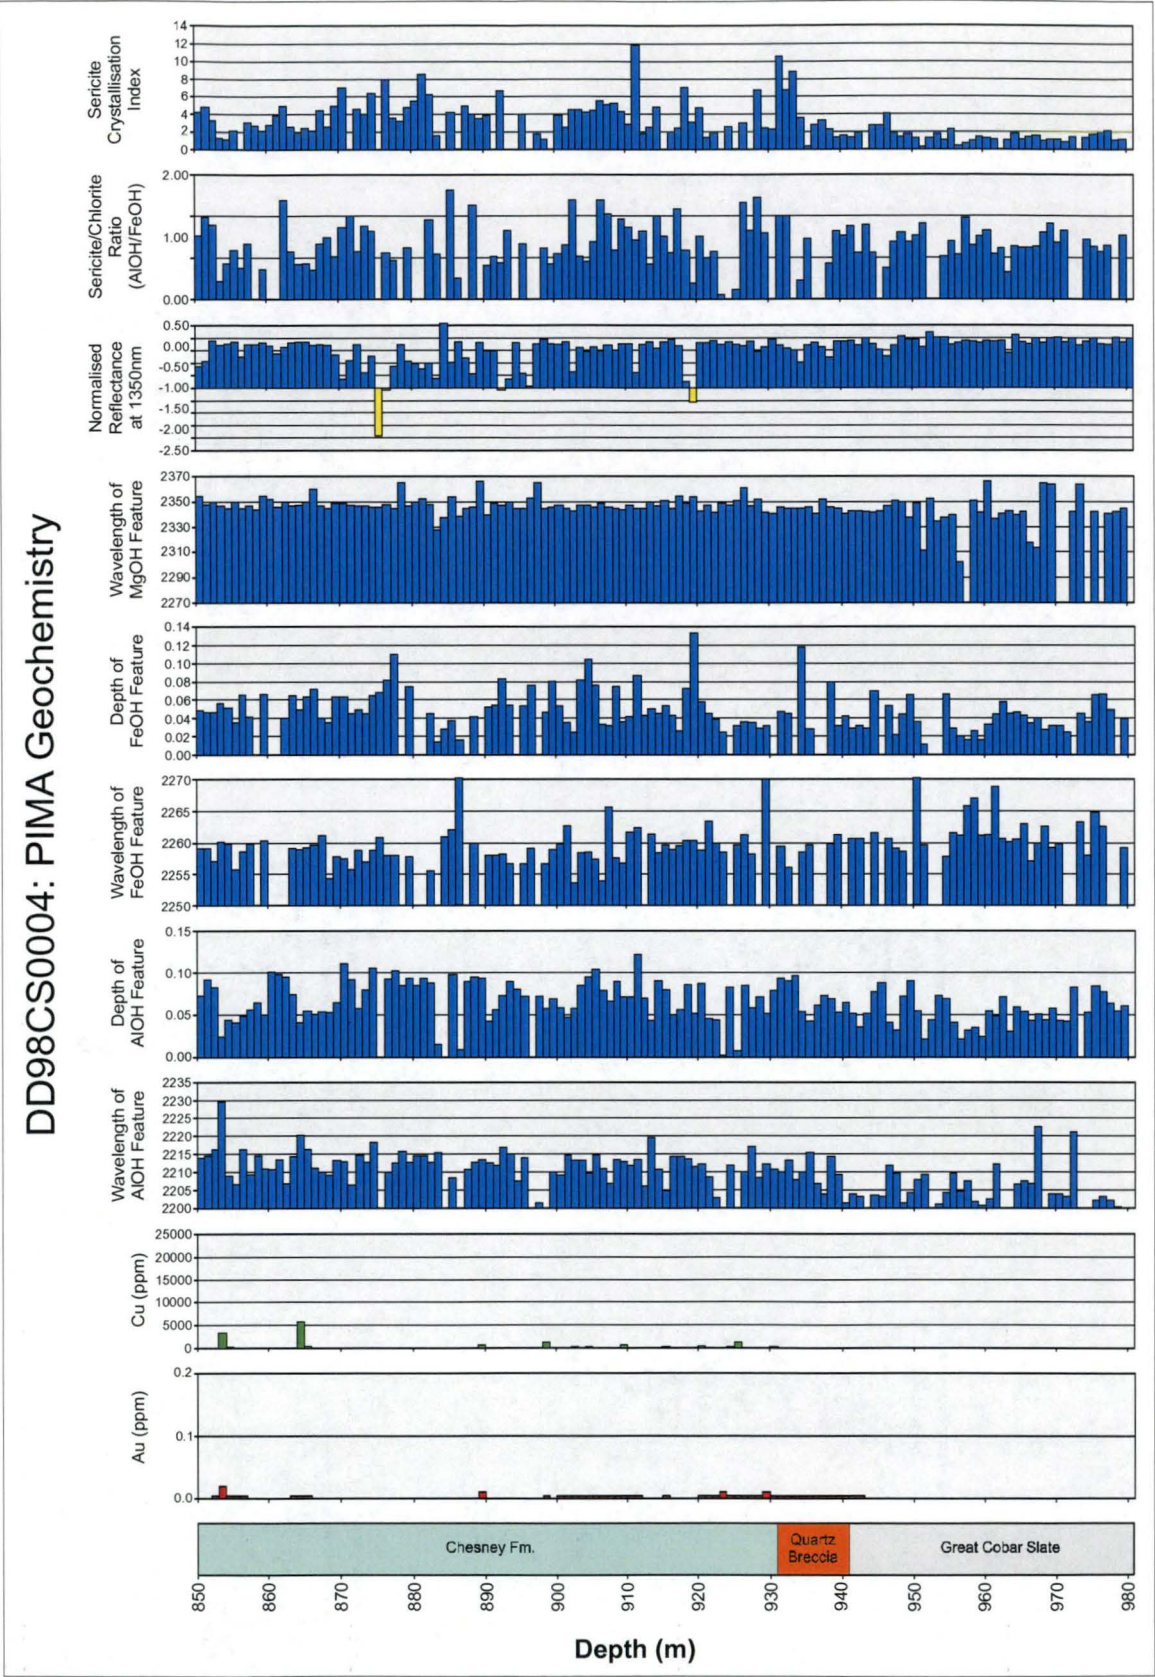 DD98CS0004: PIMA Geochemistry
Sericite
Crystallisation
Index
14
12
10
8
6
4
2
0
Sericite/Chlorite
Ratio
(AlOH/FeOH)
2.00
1.00
0.00
Normalised
Reflectance
at 1350nm
0.50
0.00
-0.50
-1.00
-1.50
-2.00
-2.50
Wavelength of
MgOH Feature
2370
2350
2330
2310
2290
2270
Depth of
FeOH Feature
0.14
0.12
0.10
0.08
0.06
0.04
0.02
0.00
Wavelength of
FeOH Feature
2270
2265
2260
2255
2250
Depth of
AlOH Feature
0.15
0.10
0.05
0.00
Wavelength of
AlOH Feature
2235
2230
2225
2220
2215
2210
2205
2200
Cu (ppm)
25000
20000
15000
10000
5000
0
Au (ppm)
0.2
0.1
0.0
Chesney Fm.
Quartz
Breccia
Great Cobar Slate
850 860 870 880 890 900 910 920 930 940 950 960 970 980
Depth (m)